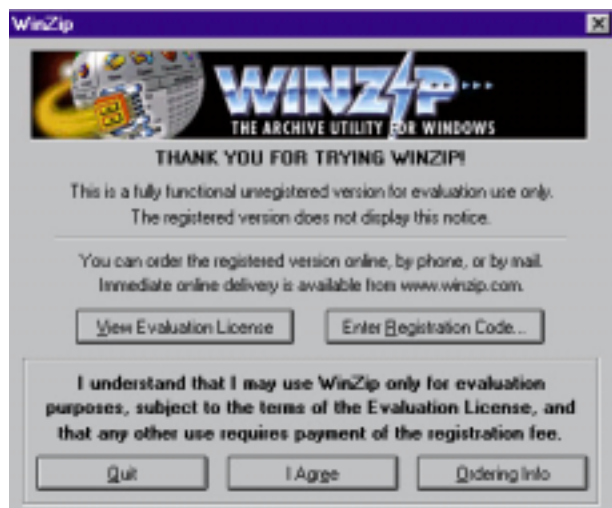 WinZip
WINZIP
THE ARCHIVE UTILITY FOR WINDOWS
THANK YOU FOR TRYING WINZIP!
This is a fully functional unregistered version for evaluation use only.
The registered version does not display this notice.
You can order the registered version online, by phone, or by mail.
Immediate online delivery is available from www.winzip.com.
View Evaluation License Enter Registration Code...
I understand that I may use WinZip only for evaluation
purposes, subject to the terms of the Evaluation License, and
that any other use requires payment of the registration fee.
Quit I Agree Ordering Info